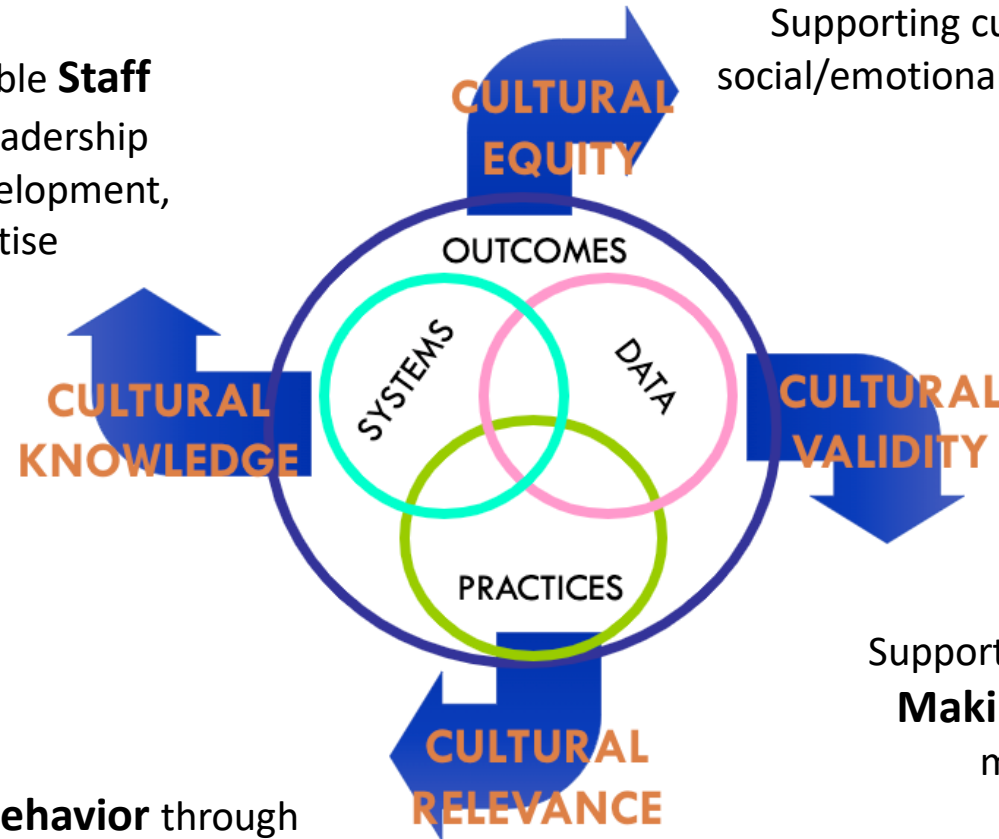 Supporting
social/emotiona
ble Staff
adership
elopment,
tise
CULTURAL
EQUITY
OUTCOMES
SYSTEMS
DATA
PRACTICES
CULTURAL
KNOWLEDGE
CULTURAL
VALIDITY
Support
Maki
CULTURAL
RELEVANCE
ehavior through